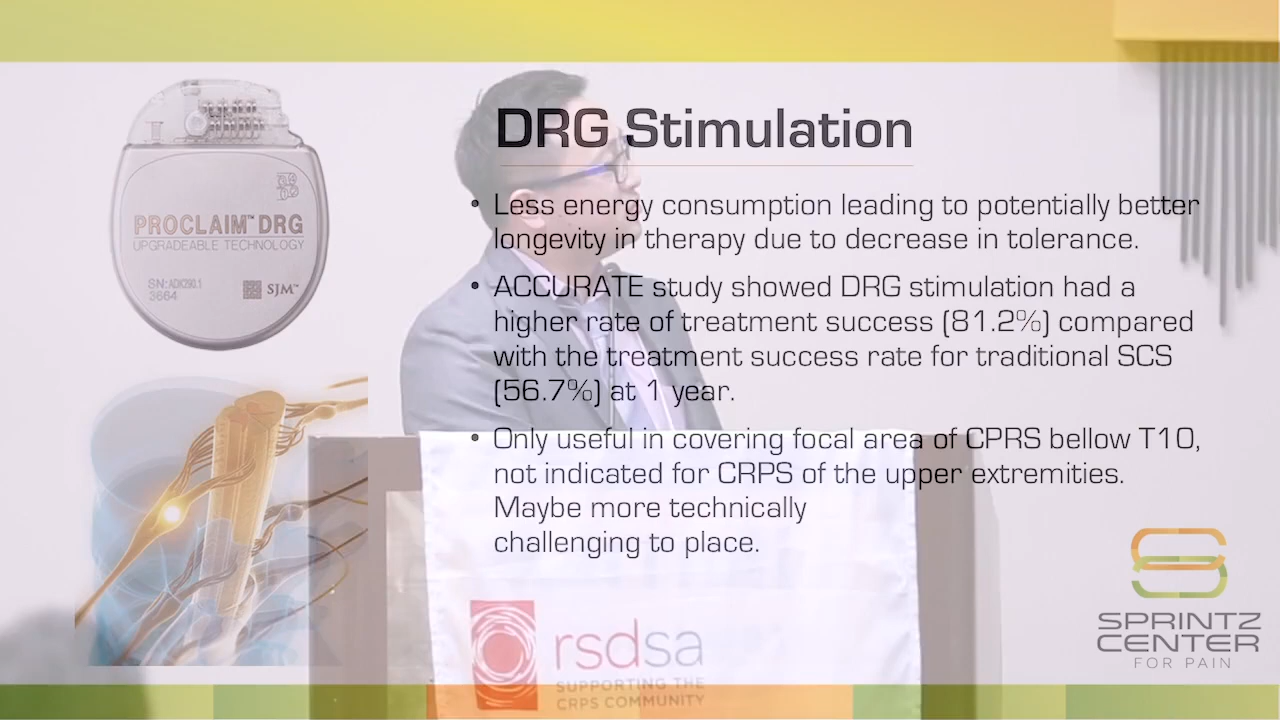 DRG Stimulation
• Less energy consumption leading to potentially better
longevity in therapy due to decrease in tolerance.
• ACCURATE study showed DRG stimulation had a
higher rate of treatment success (81.2%) compared
with the treatment success rate for traditional SCS
(56.7%) at 1 year.
• Only useful in covering focal area of CPRS bellow T10,
not indicated for CRPS of the upper extremities.
Maybe more technically
challenging to place.
PROCLAIM™ DRG
UPGRADEABLE TECHNOLOGY
SN:
3664
SJM™
rsdsa
SUPPORTING THE
CRPS COMMUNITY
SPRINTZ
CENTER
FOR PAIN